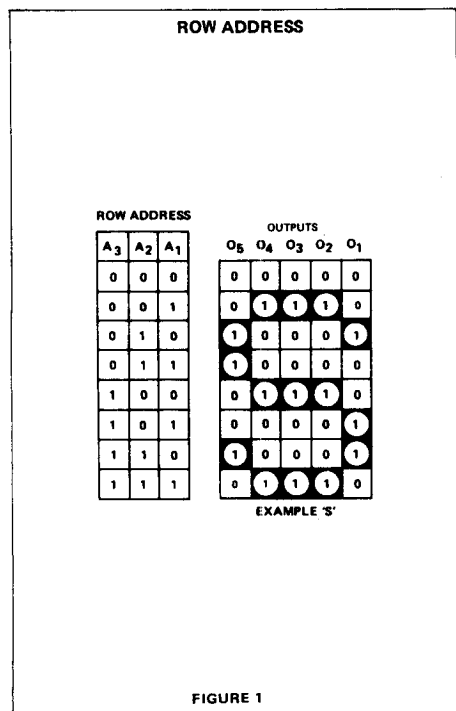 ROW ADDRESS
ROW ADDRESS
OUTPUTS
A3 A2 A1 O5 O4 O3 O2 O1
0 0 0 0 0 0 0 0
0 0 1 0 1 1 1 0
0 1 0 1 0 0 0 1
0 1 1 1 0 0 0 0
1 0 0 0 1 1 1 0
1 0 1 0 0 0 0 1
1 1 0 1 0 0 0 1
1 1 1 0 1 1 1 0
EXAMPLE 'S'
FIGURE 1